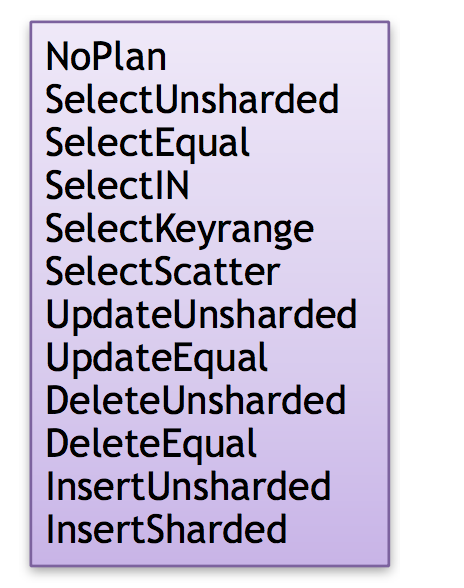 NoPlan
SelectUnsharded
SelectEqual
SelectIN
SelectKeyrange
SelectScatter
UpdateUnsharded
UpdateEqual
DeleteUnsharded
DeleteEqual
InsertUnsharded
InsertSharded